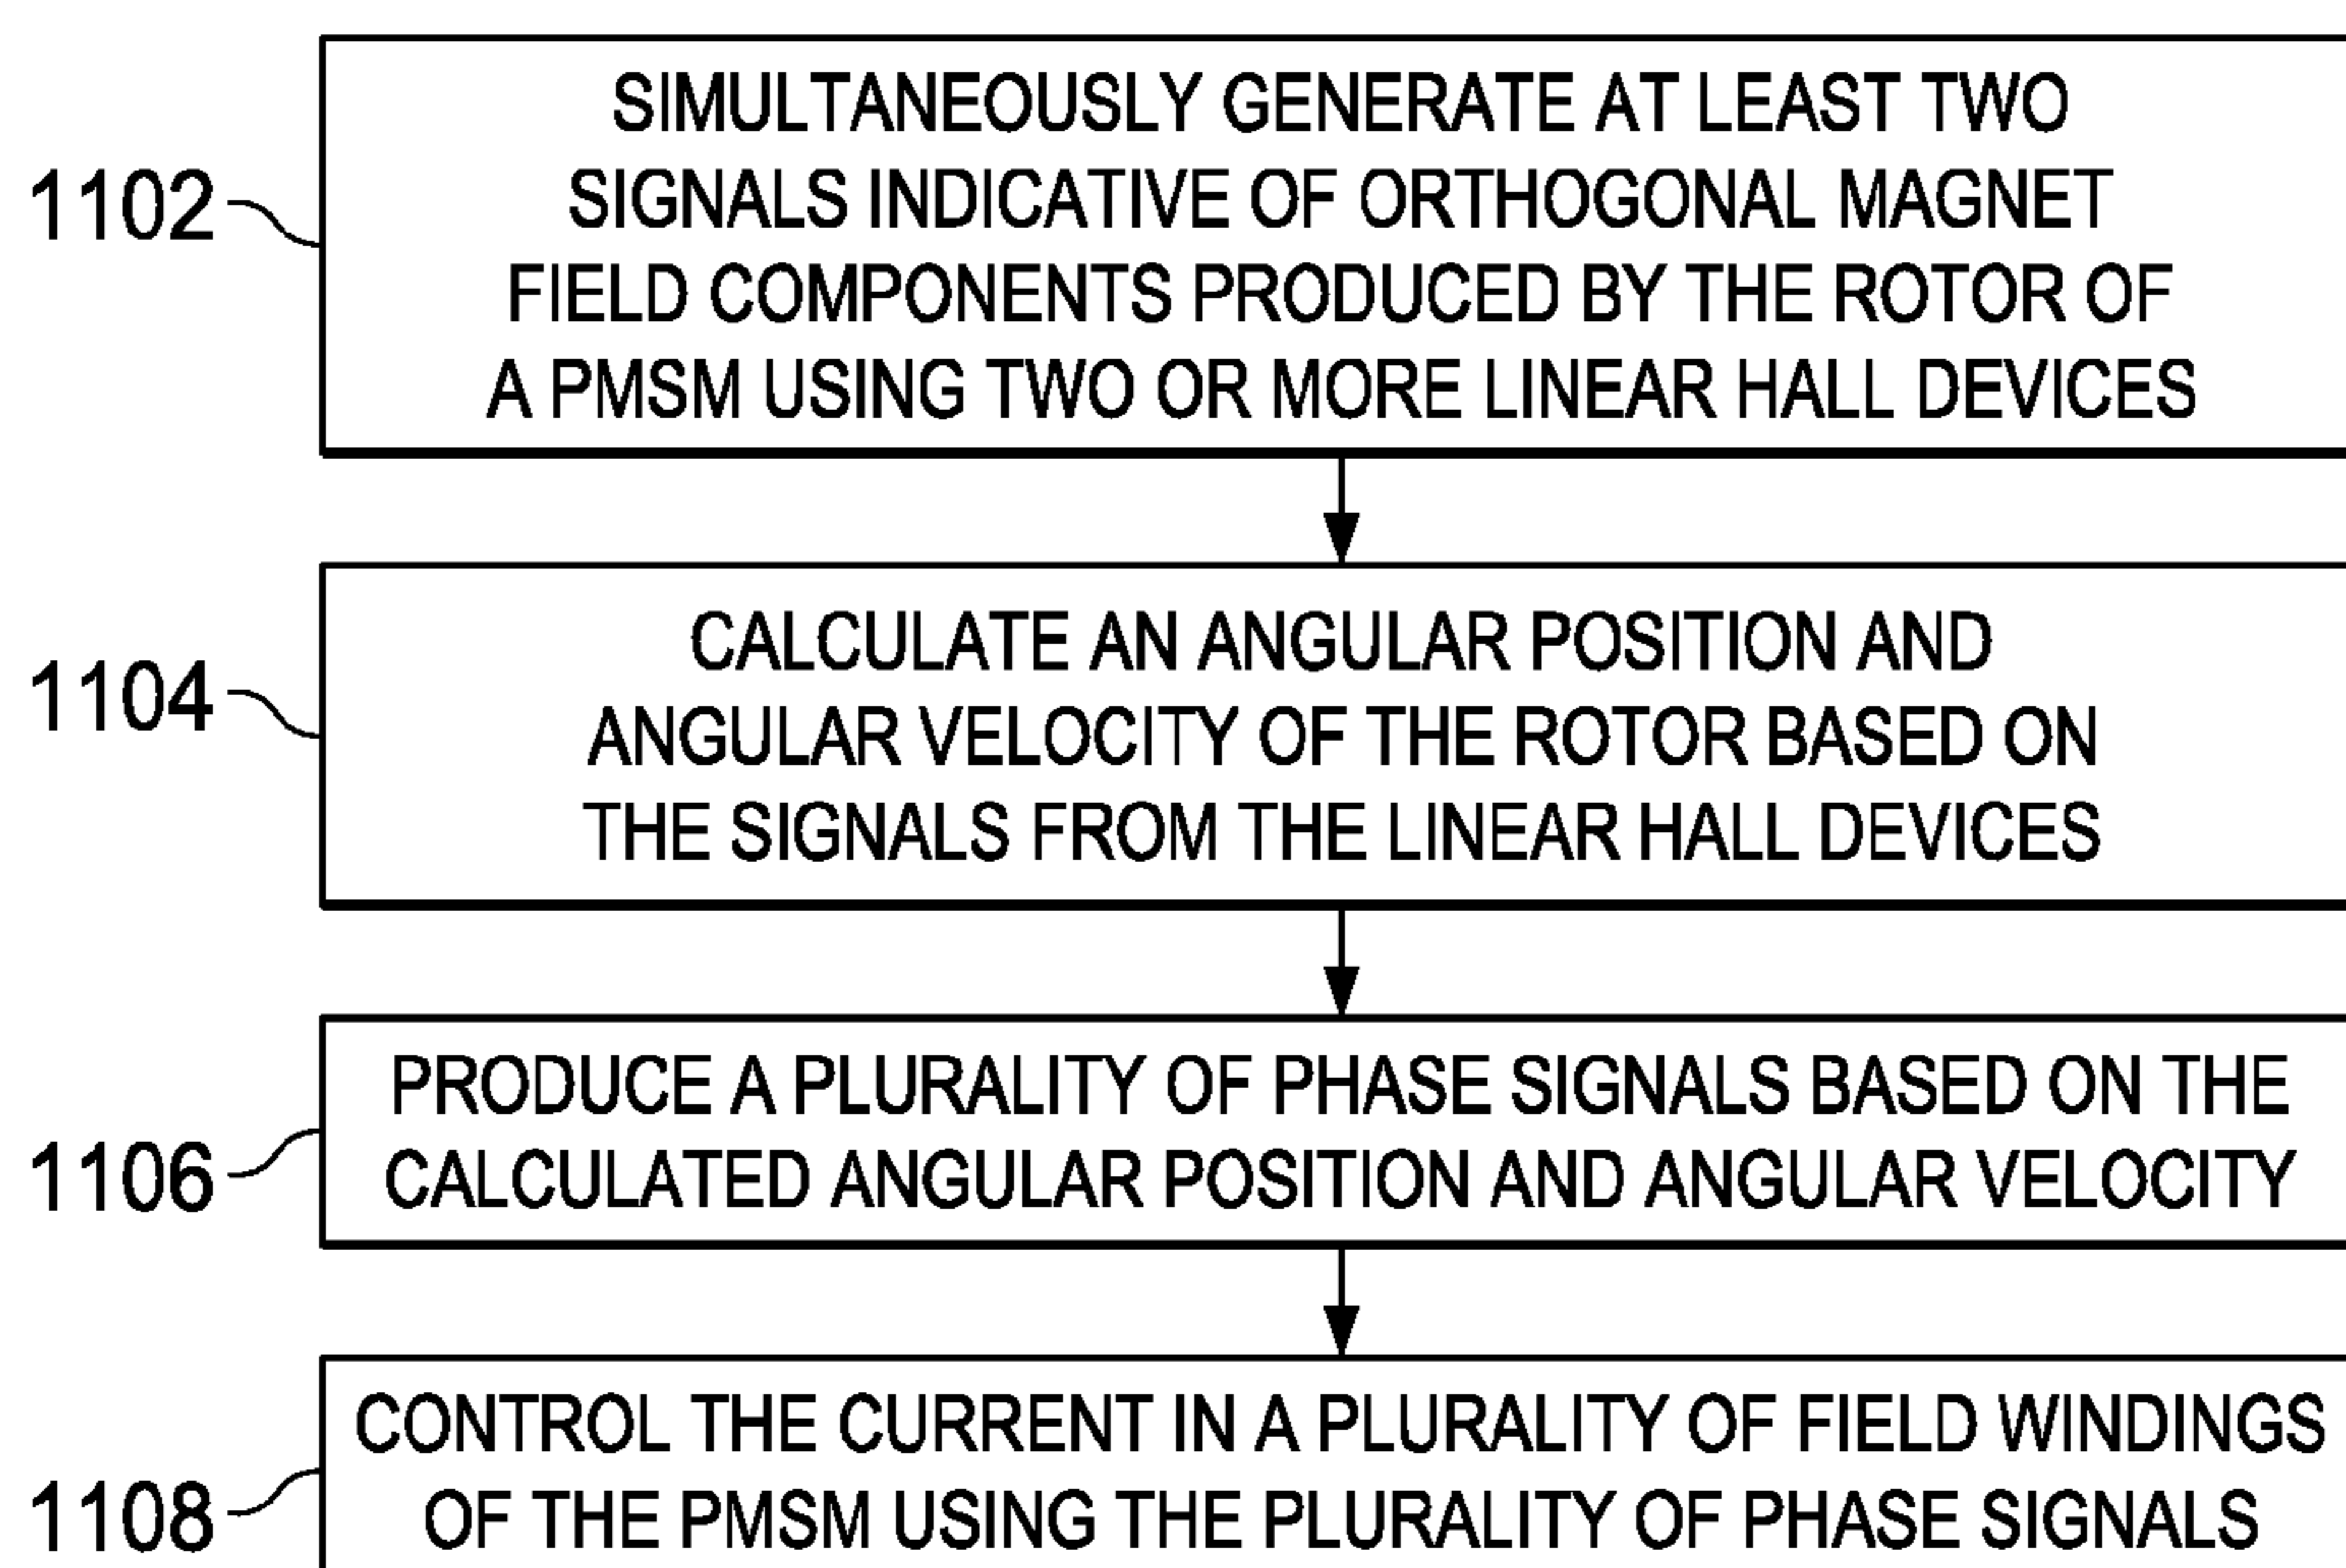 1102
SIMULTANEOUSLY GENERATE AT LEAST TWO
SIGNALS INDICATIVE OF ORTHOGONAL MAGNET
FIELD COMPONENTS PRODUCED BY THE ROTOR OF
A PMSM USING TWO OR MORE LINEAR HALL DEVICES
1104
CALCULATE AN ANGULAR POSITION AND
ANGULAR VELOCITY OF THE ROTOR BASED ON
THE SIGNALS FROM THE LINEAR HALL DEVICES
1106
PRODUCE A PLURALITY OF PHASE SIGNALS BASED ON THE
CALCULATED ANGULAR POSITION AND ANGULAR VELOCITY
1108
CONTROL THE CURRENT IN A PLURALITY OF FIELD WINDINGS
OF THE PMSM USING THE PLURALITY OF PHASE SIGNALS